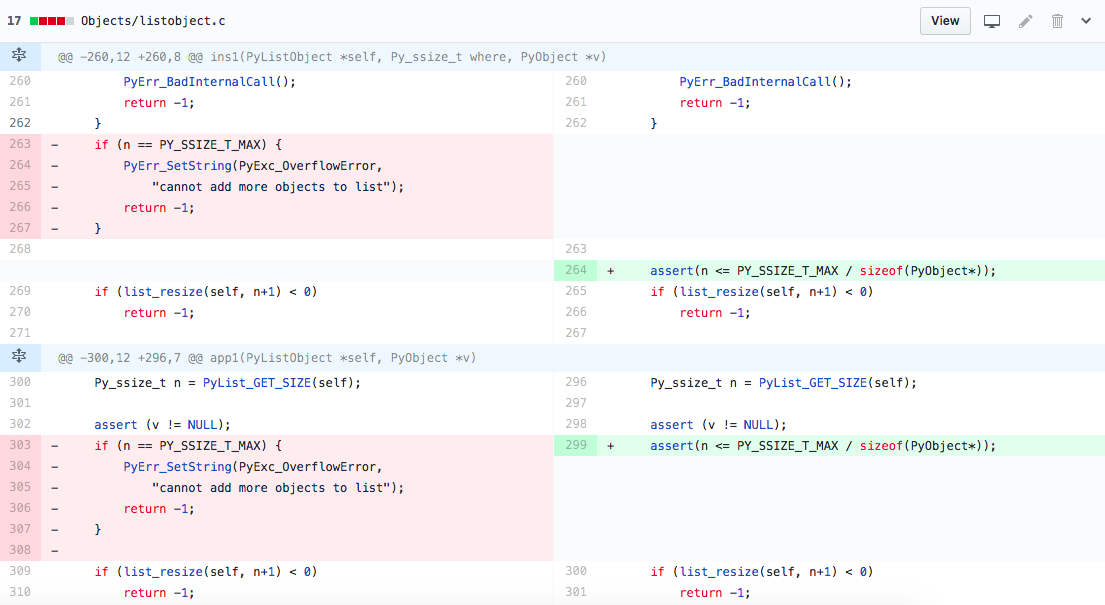 17 Objects/listobject.c View
@@ -260,12 +260,8 @@ ins1(PyListObject *self, Py_ssize_t where, PyObject *v)
260 PyErr_BadInternalCall(); 260 PyErr_BadInternalCall();
261 return -1; 261 return -1;
262 } 262 }
263 - if (n == PY_SSIZE_T_MAX) {
264 - PyErr_SetString(PyExc_OverflowError,
265 - "cannot add more objects to list");
266 - return -1;
267 - }
268 263
264 + assert(n <= PY_SSIZE_T_MAX / sizeof(PyObject*));
269 if (list_resize(self, n+1) < 0) 265 if (list_resize(self, n+1) < 0)
270 return -1; 266 return -1;
271 267
@@ -300,12 +296,7 @@ app1(PyListObject *self, PyObject *v)
300 Py_ssize_t n = PyList_GET_SIZE(self); 296 Py_ssize_t n = PyList_GET_SIZE(self);
301 297
302 assert (v != NULL); 298 assert (v != NULL);
303 - if (n == PY_SSIZE_T_MAX) { 299 + assert(n <= PY_SSIZE_T_MAX / sizeof(PyObject*));
304 - PyErr_SetString(PyExc_OverflowError,
305 - "cannot add more objects to list");
306 - return -1;
307 - }
308 -
309 if (list_resize(self, n+1) < 0) 300 if (list_resize(self, n+1) < 0)
310 return -1; 301 return -1;